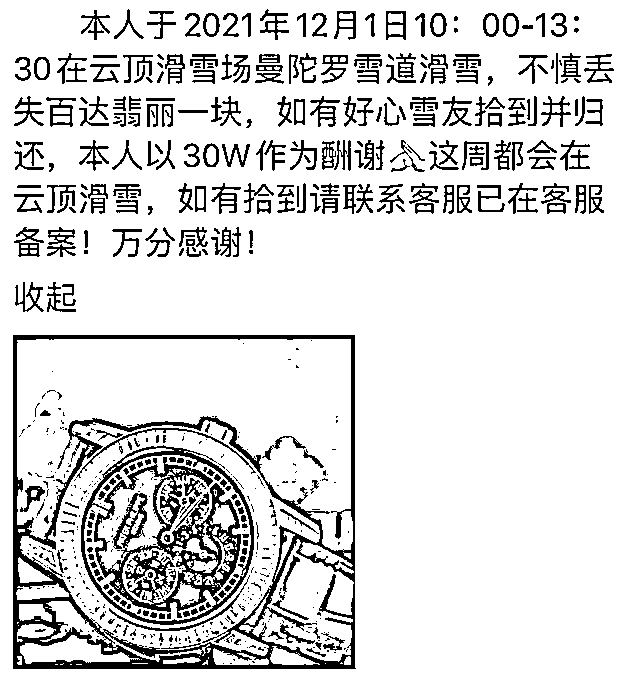 本人于2021年12月1日10：00-13：
30在云顶滑雪场曼陀罗雪道滑雪，不慎丢
失百达翡丽一块，如有好心雪友拾到并归
还，本人以30W作为酬谢🙏这周都会在
云顶滑雪，如有拾到请联系客服已在客服
备案！万分感谢！
收起